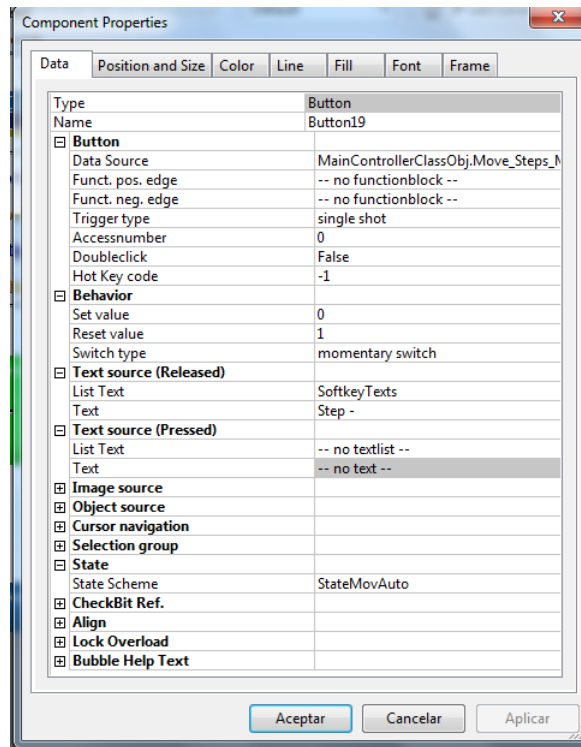 Component Properties
Data Position and Size Color Line Fill Font Frame
Type Button
Name Button19
Button
Data Source MainControllerClassObj.Move_Steps_
Funct. pos. edge -- no functionblock --
Funct. neg. edge -- no functionblock --
Trigger type single shot
Accessnumber 0
Doubleclick False
Hot Key code -1
Behavior
Set value 0
Reset value 1
Switch type momentary switch
Text source (Released)
List Text SoftkeyTexts
Text Step -
Text source (Pressed)
List Text -- no textlist --
Text -- no text --
Image source
Object source
Cursor navigation
Selection group
State
State Scheme StateMovAuto
CheckBit Ref.
Align
Lock Overload
Bubble Help Text
Aceptar Cancelar Aplicar